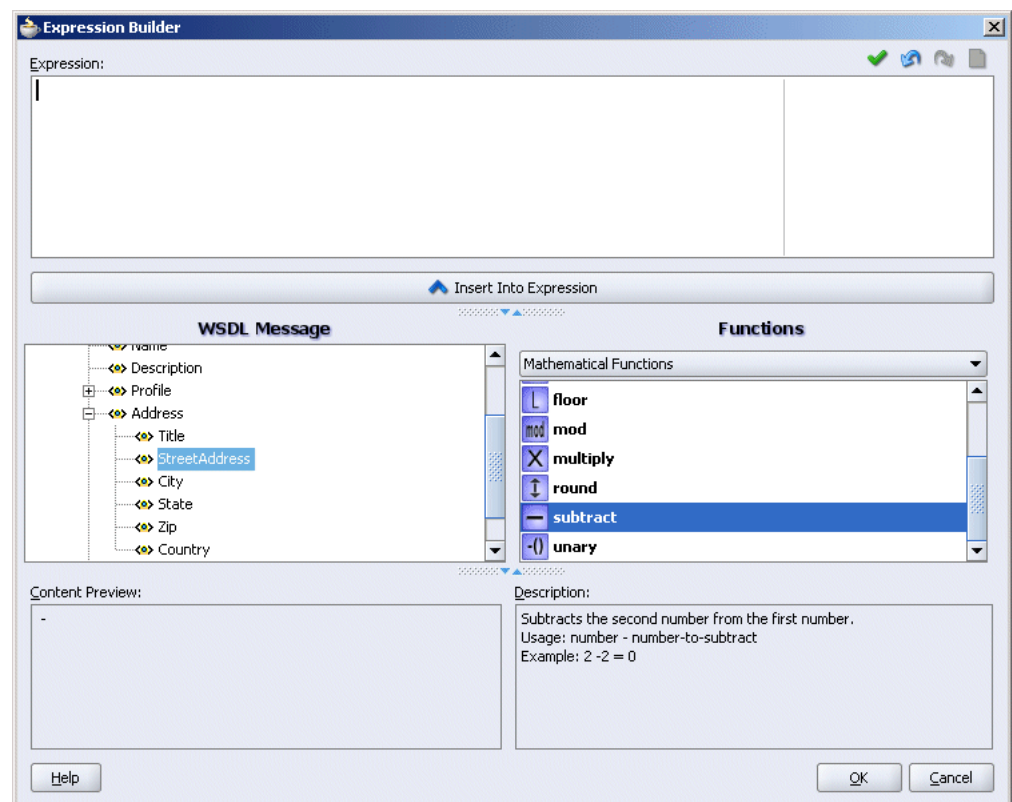 Expression Builder
Expression:
Insert Into Expression
WSDL Message
Functions
Name
Description
Profile
Address
Title
StreetAddress
City
State
Zip
Country
Mathematical Functions
floor
mod mod
multiply
round
subtract
-() unary
Content Preview:
-
Description:
Subtracts the second number from the first number.
Usage: number - number-to-subtract
Example: 2 -2 = 0
Help
OK
Cancel